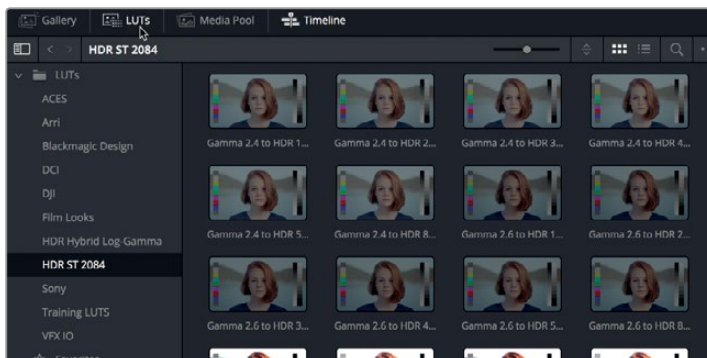 Gallery
LUTs
Media Pool
Timeline
HDR ST 2084
LUTs
ACES
Arri
Blackmagic Design
DCI
DJI
Film Looks
HDR Hybrid Log-Gamma
HDR ST 2084
Sony
Training LUTS
VFX IO
Favorites
Gamma 2.4 to HDR 1...
Gamma 2.4 to HDR 2...
Gamma 2.4 to HDR 3...
Gamma 2.4 to HDR 4...
Gamma 2.4 to HDR 5...
Gamma 2.4 to HDR 8...
Gamma 2.6 to HDR 1...
Gamma 2.6 to HDR 2...
Gamma 2.6 to HDR 3...
Gamma 2.6 to HDR 4...
Gamma 2.6 to HDR 5...
Gamma 2.6 to HDR 8...